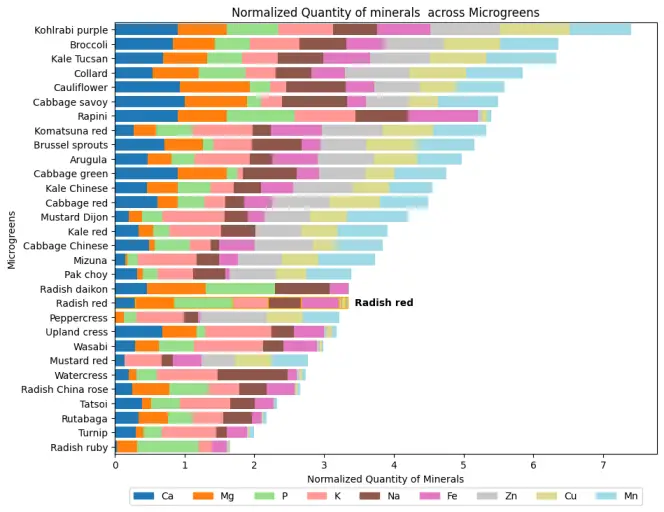 Normalized Quantity of minerals  across Microgreens
Kohlrabi purple
Broccoli
Kale Tucsan
Collard
Cauliflower
Cabbage savoy
Rapini
Komatsuna red
Brussel sprouts
Arugula
Cabbage green
Kale Chinese
Cabbage red
Mustard Dijon
Kale red
Cabbage Chinese
Mizuna
Pak choy
Radish daikon
Radish red
Radish red
Peppercress
Upland cress
Wasabi
Mustard red
Watercress
Radish China rose
Tatsoi
Rutabaga
Turnip
Radish ruby
Microgreens
0 1 2 3 4 5 6 7
Normalized Quantity of Minerals
Ca Mg P K Na Fe Zn Cu Mn